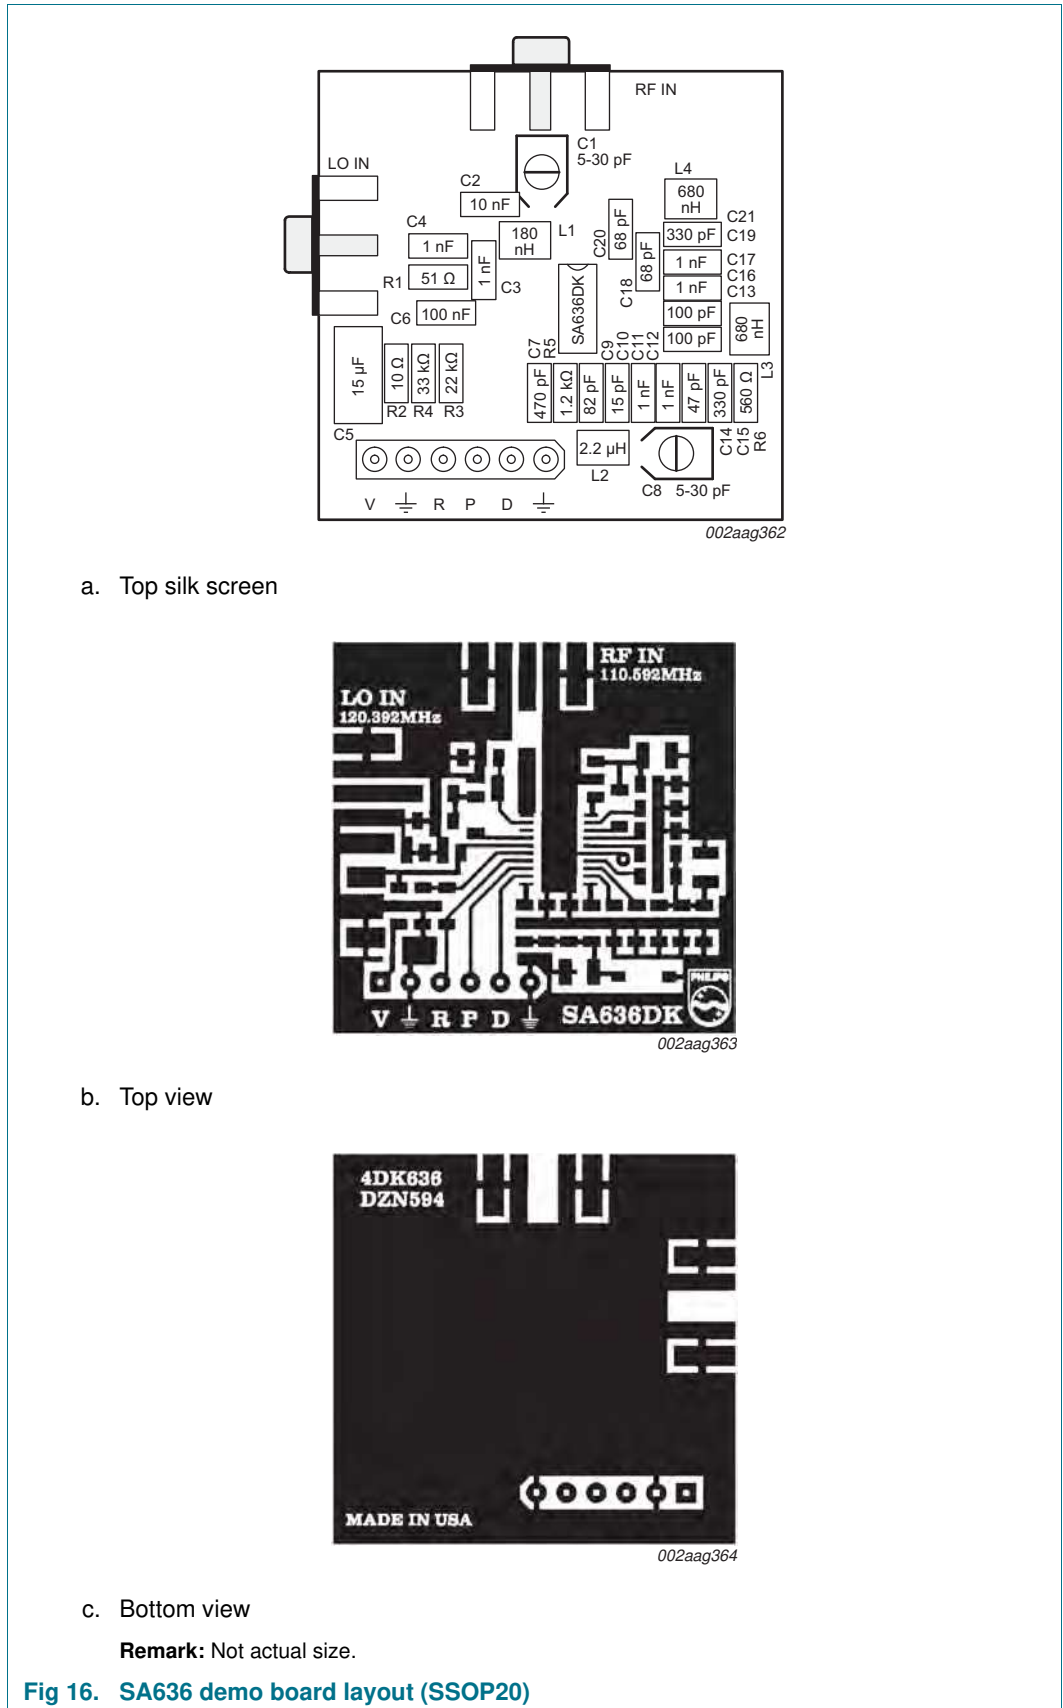 RF IN
C1
5-30 pF
LO IN
C2
10 nF
L4
680
nH
C4
1 nF
180
nH
L1
C20
68 pF
68 pF
C18
C21
330 pF
C19
1 nF
C17
C16
1 nF
C13
100 pF
100 pF
680
nH
L3
R1
51 Ω
1 nF
C3
C6
100 nF
SA636DK
15 µF
C5
10 Ω
33 kΩ
22 kΩ
R2
R4
R3
C7
R5
C9
C10
C11
C12
470 pF
1.2 kΩ
82 pF
15 pF
1 nF
1 nF
47 pF
330 pF
560 Ω
C14
C15
R6
2.2 µH
L2
C8
5-30 pF
V
R
P
D
002aag362
a. Top silk screen
RF IN
110.592MHz
LO IN
120.392MHz
V
R P D
SA636DK
PHILIPS
002aag363
b. Top view
4DK636
DZN594
MADE IN USA
002aag364
c. Bottom view
Remark: Not actual size.
Fig 16. SA636 demo board layout (SSOP20)